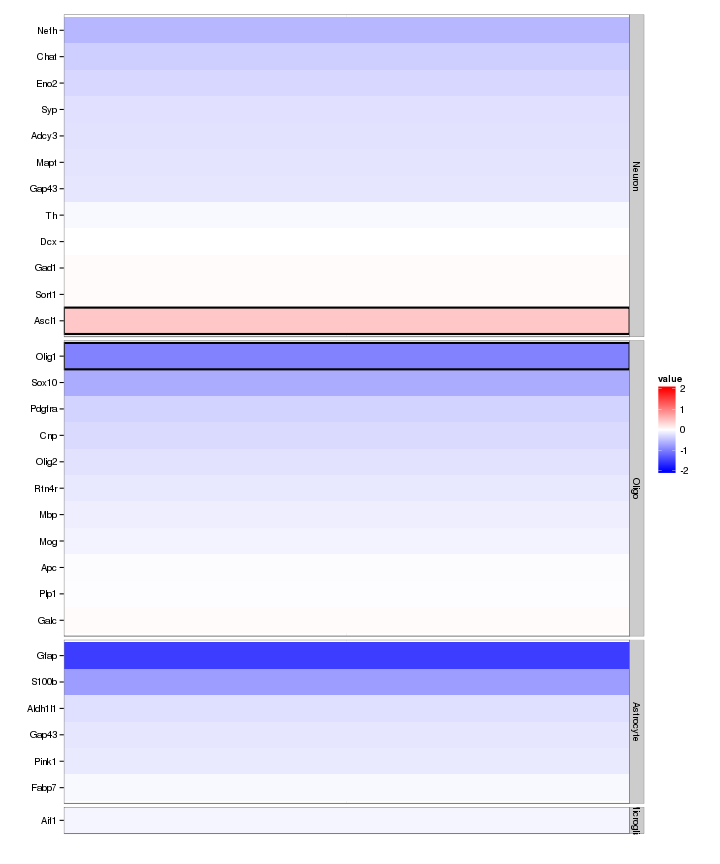 Nefh
Chat
Eno2
Syp
Adcy3
Mapt
Gap43
Th
Dcx
Gad1
Sort1
Ascl1
Neuron
Olig1
Sox10
Pdgfra
Cnp
Olig2
Rtn4r
Mbp
Mog
Apc
Plp1
Galc
Oligo
Gfap
S100b
Aldh1l1
Gap43
Pink1
Fabp7
Astrocyte
Aif1
icrogli
value
2
1
0
-1
-2